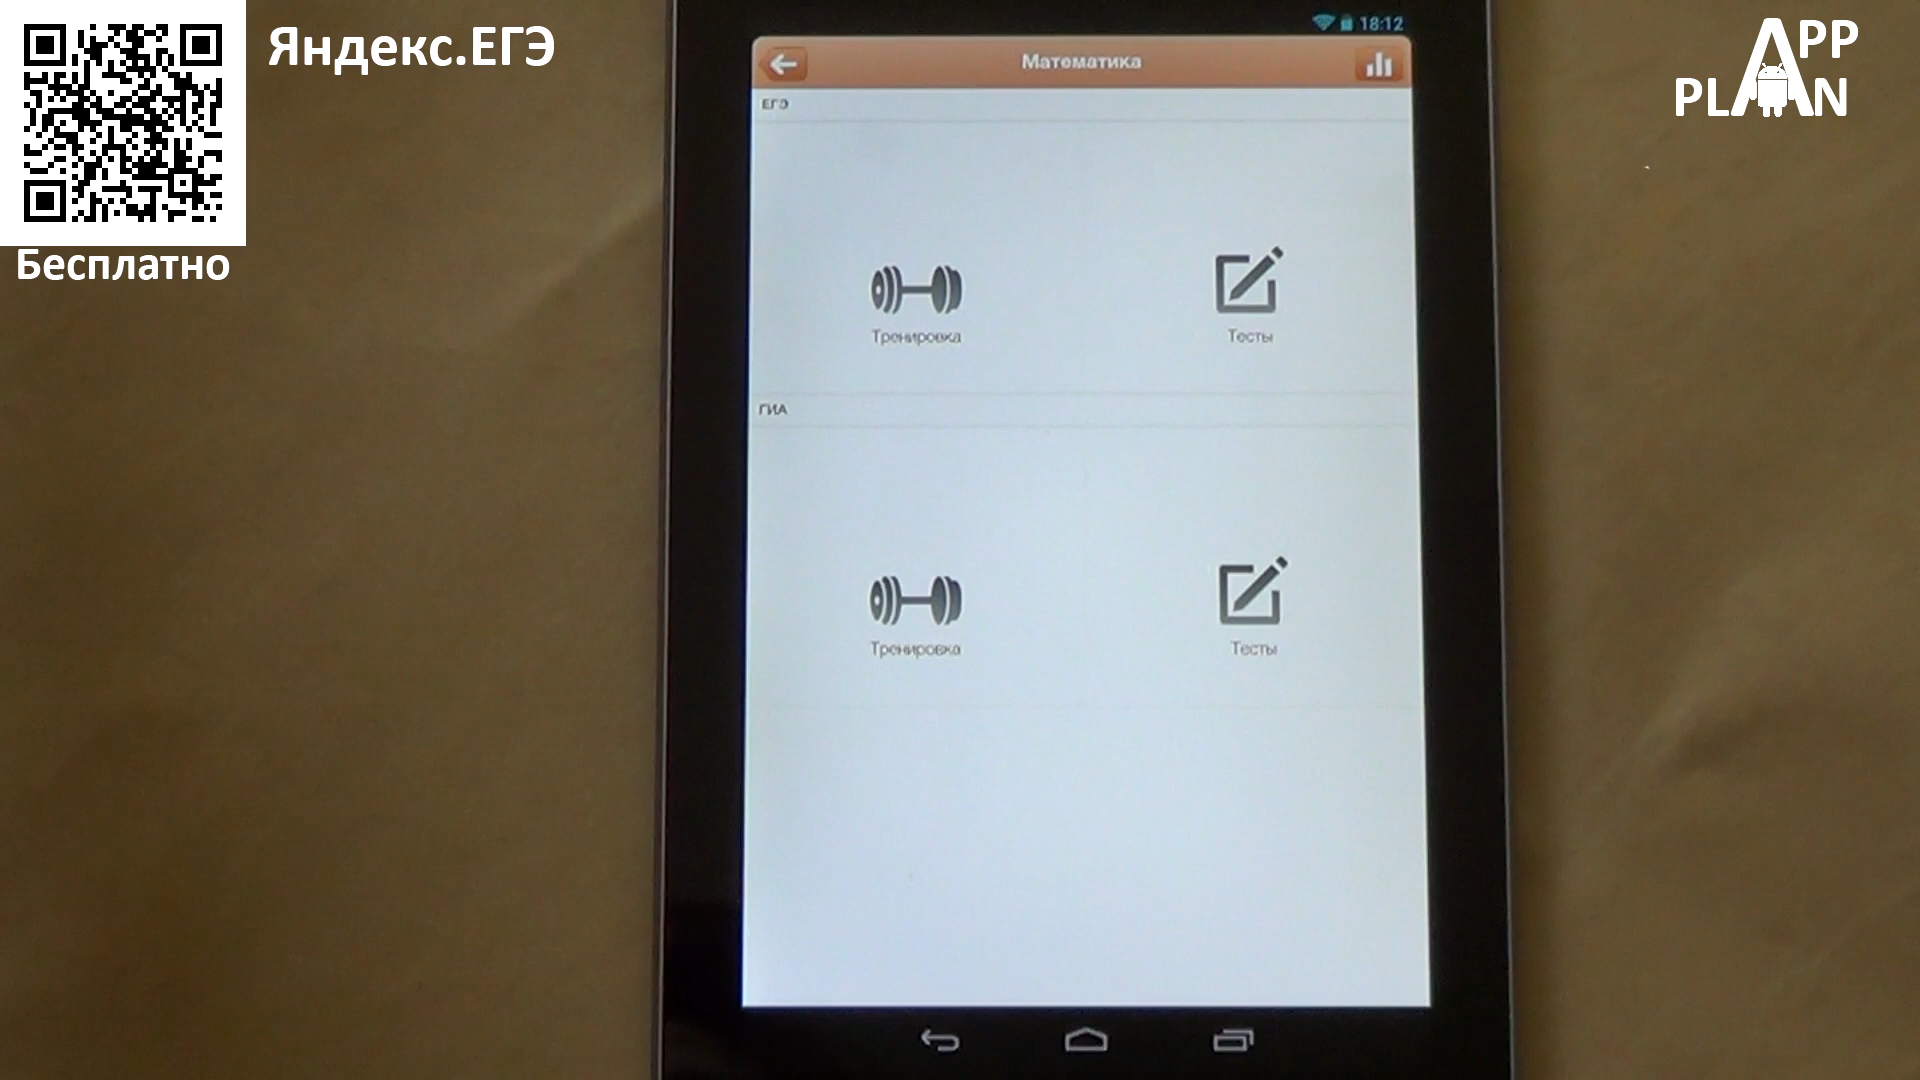 Яндекс.ЕГЭ
Бесплатно
APP
PLAN
18:12
Математика
ЕГЭ
Тренировка
Тесты
ГИА
Тренировка
Тесты